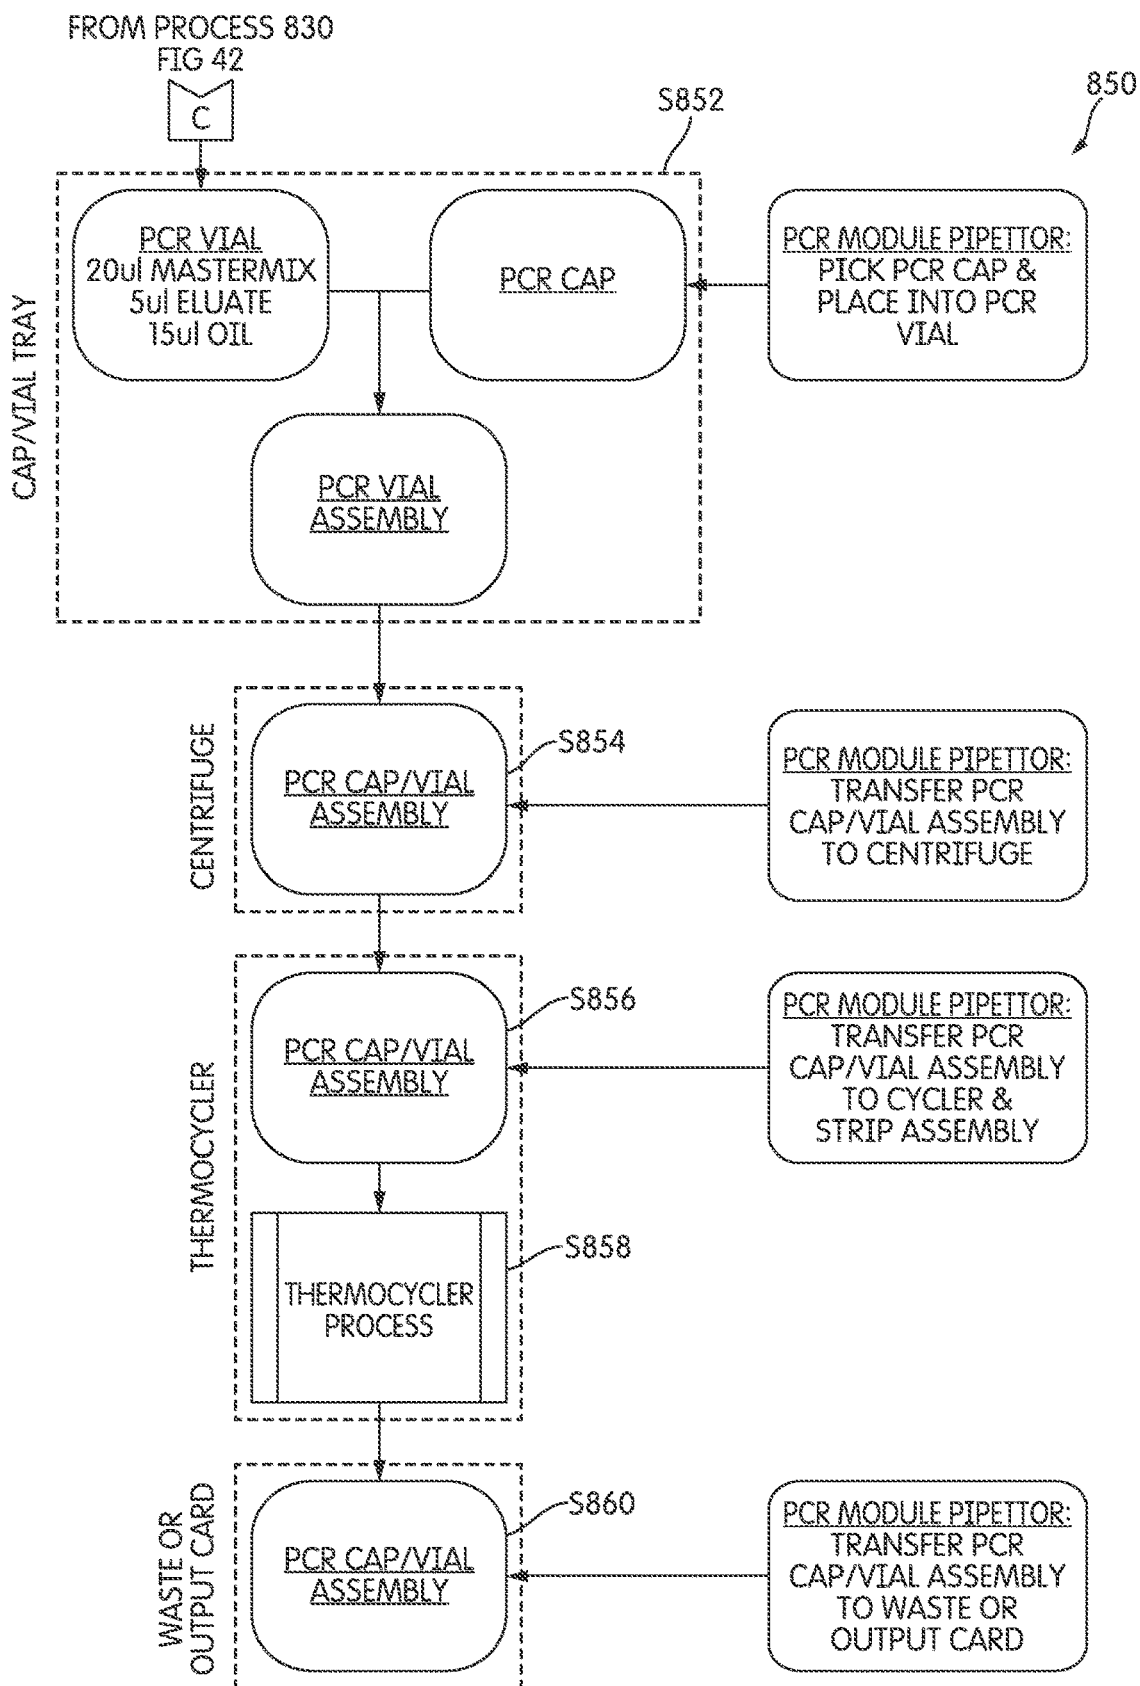 FROM PROCESS 830
FIG 42
C
850
S852
CAP/VIAL TRAY
PCR VIAL
20ul MASTERMIX
5ul ELUATE
15ul OIL
PCR CAP
PCR MODULE PIPETTOR:
PICK PCR CAP &
PLACE INTO PCR
VIAL
PCR VIAL
ASSEMBLY
CENTRIFUGE
PCR CAP/VIAL
ASSEMBLY
S854
PCR MODULE PIPETTOR:
TRANSFER PCR
CAP/VIAL ASSEMBLY
TO CENTRIFUGE
THERMOCYCLER
PCR CAP/VIAL
ASSEMBLY
S856
PCR MODULE PIPETTOR:
TRANSFER PCR
CAP/VIAL ASSEMBLY
TO CYCLER &
STRIP ASSEMBLY
THERMOCYCLER
PROCESS
S858
WASTE OR
OUTPUT CARD
PCR CAP/VIAL
ASSEMBLY
S860
PCR MODULE PIPETTOR:
TRANSFER PCR
CAP/VIAL ASSEMBLY
TO WASTE OR
OUTPUT CARD